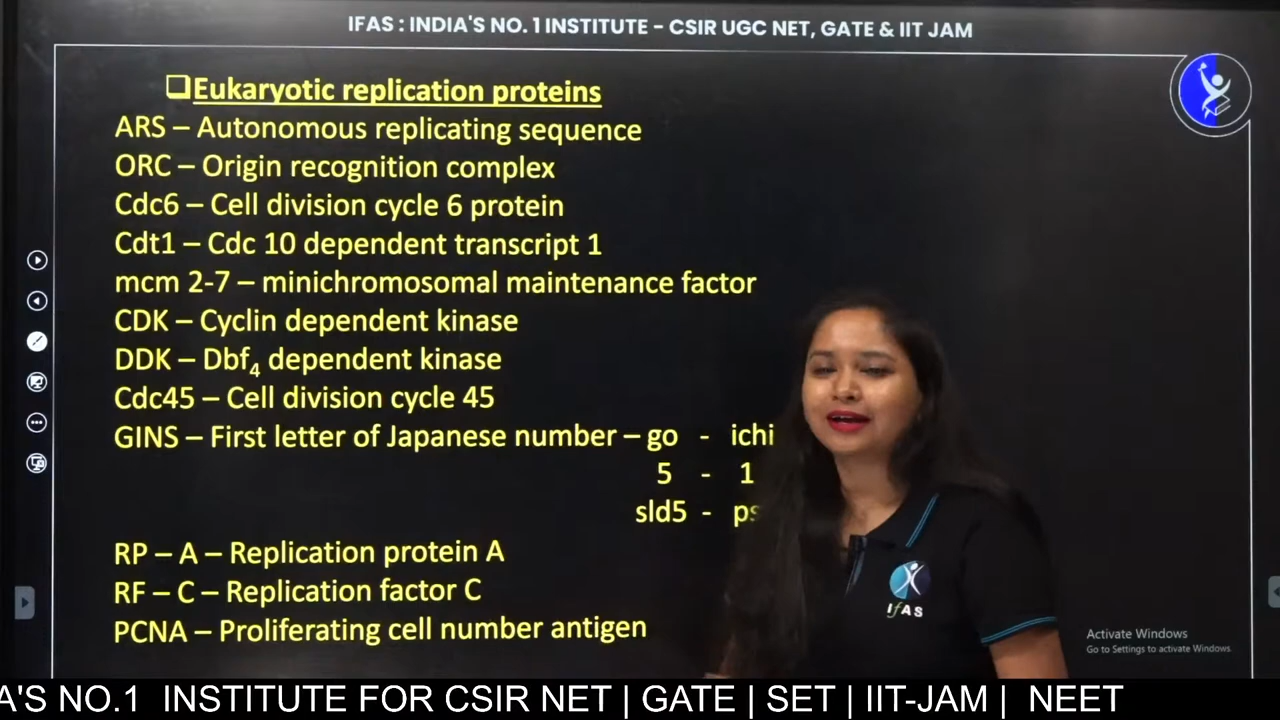 IFAS : INDIA'S NO. 1 INSTITUTE – CSIR UGC NET, GATE & IIT JAM
Eukaryotic replication proteins
ARS – Autonomous replicating sequence
ORC – Origin recognition complex
Cdc6 – Cell division cycle 6 protein
Cdt1 – Cdc 10 dependent transcript 1
mcm 2-7 – minichromosomal maintenance factor
CDK – Cyclin dependent kinase
DDK – Dbf₄ dependent kinase
Cdc45 – Cell division cycle 45
GINS – First letter of Japanese number – go - ichi
5 - 1
sld5 -
RP – A – Replication protein A
RF – C – Replication factor C
PCNA – Proliferating cell number antigen
IFAS
Activate Windows
Go to Settings to activate Windows.
A'S NO.1 INSTITUTE FOR CSIR NET | GATE | SET | IIT-JAM | NEET